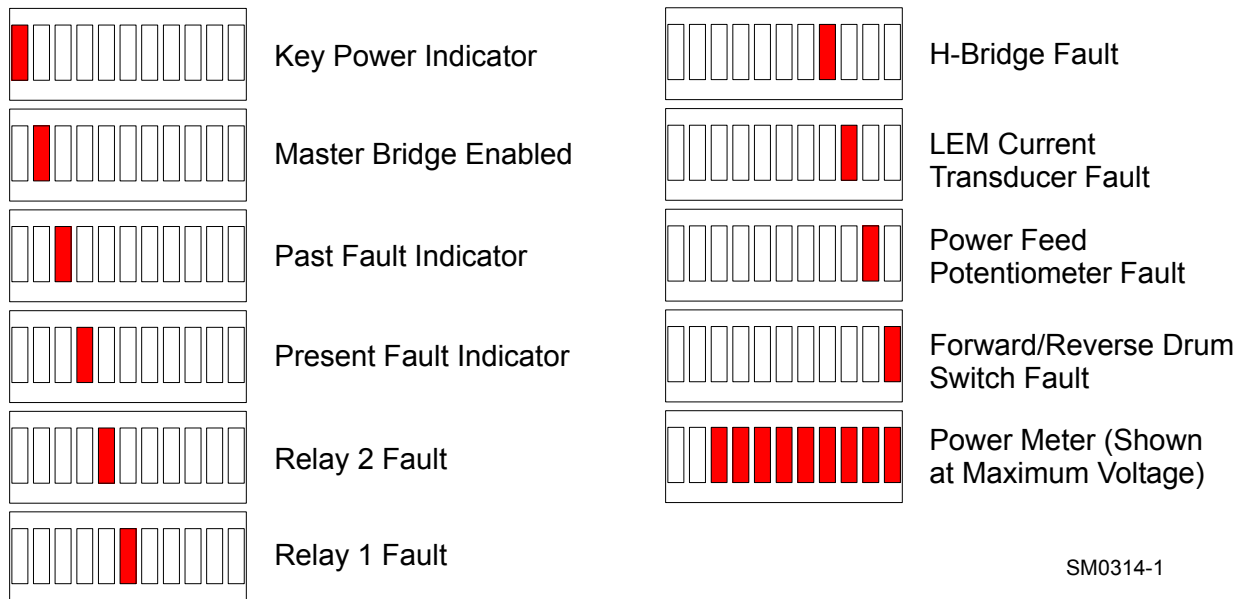 Key Power Indicator
Master Bridge Enabled
Past Fault Indicator
Present Fault Indicator
Relay 2 Fault
Relay 1 Fault
H-Bridge Fault
LEM Current
Transducer Fault
Power Feed
Potentiometer Fault
Forward/Reverse Drum
Switch Fault
Power Meter (Shown
at Maximum Voltage)
SM0314-1